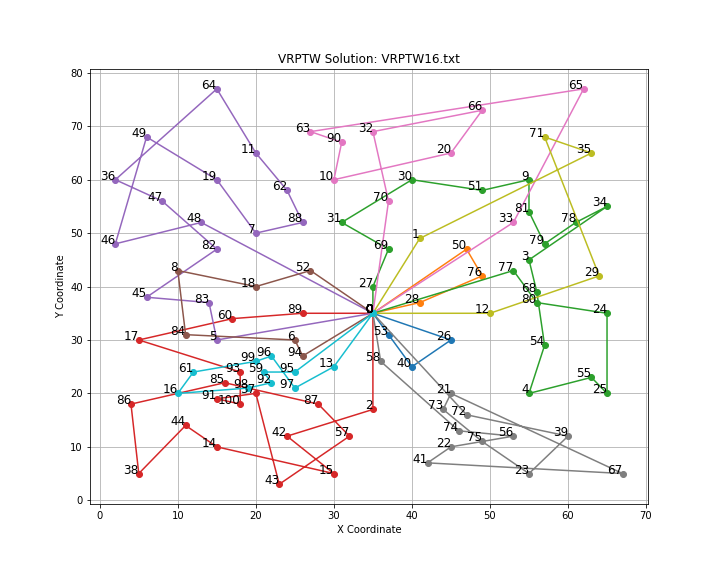 VRPTW Solution: VRPTW16.txt
80
70
60
50
40
30
20
10
0
Y Coordinate
0 10 20 30 40 50 60 70
X Coordinate
64 65
66
63 32
49 90 71
11 20 35
36 19 10 30 9
47 62 51
34
48 7 88 31 70 81 33 78
46 82 1 79
69 50 3
8 52 76 77 29
18 27 68
45 83 28 80
60 89 0 12 24
84 53
17 5 6 26
99 96 94 58 54
61 93 59 95 13 40
85 92 55
16 98 97 21 4 25
86 91 100 37 87 2 73 72
44 42 57 74 56 39
14 22 75
38 15 41 23 67
43